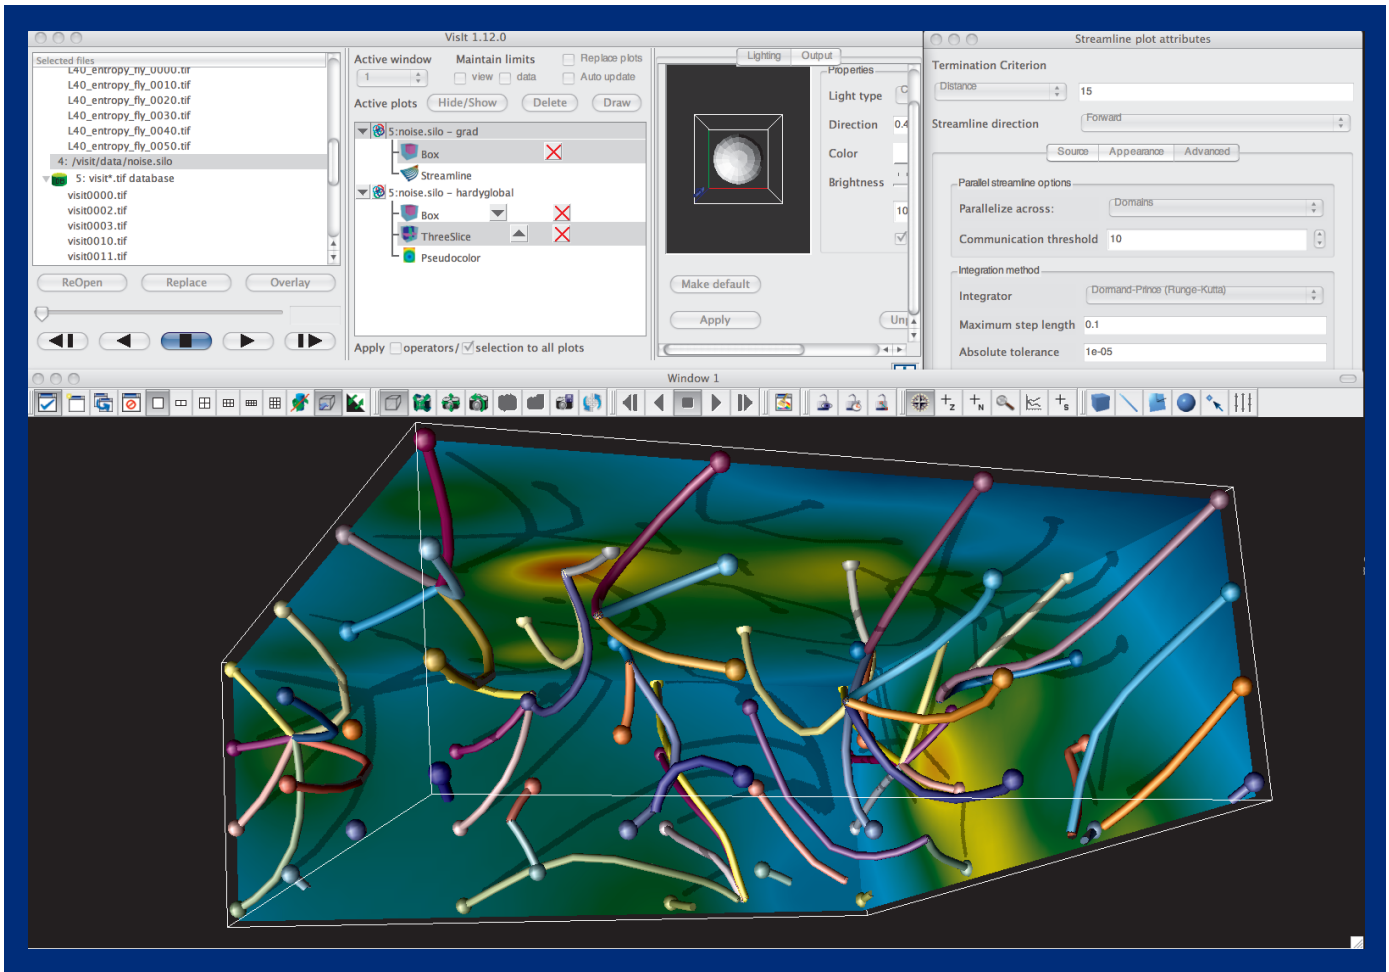 VisIt 1.12.0
Selected files
L40_entropy_fly_0000.tif
L40_entropy_fly_0010.tif
L40_entropy_fly_0020.tif
L40_entropy_fly_0030.tif
L40_entropy_fly_0040.tif
L40_entropy_fly_0050.tif
4: /visit/data/noise.silo
5: visit*.tif database
visit0000.tif
visit0002.tif
visit0003.tif
visit0010.tif
visit0011.tif
ReOpen Replace Overlay
Active window Maintain limits Replace plots
1 view data Auto update
Active plots Hide/Show Delete Draw
5:noise.silo – grad
Box
Streamline
5:noise.silo – hardyglobal
Box
ThreeSlice
Pseudocolor
Apply operators/ selection to all plots
Lighting Output
Properties
Light type C
Direction 0.4
Color
Brightness
10
Make default
Apply Un
Streamline plot attributes
Termination Criterion
Distance 15
Streamline direction Forward
Source Appearance Advanced
Parallel streamline options
Parallelize across: Domains
Communication threshold 10
Integration method
Integrator Dormand-Prince (Runge-Kutta)
Maximum step length 0.1
Absolute tolerance 1e-05
Window 1